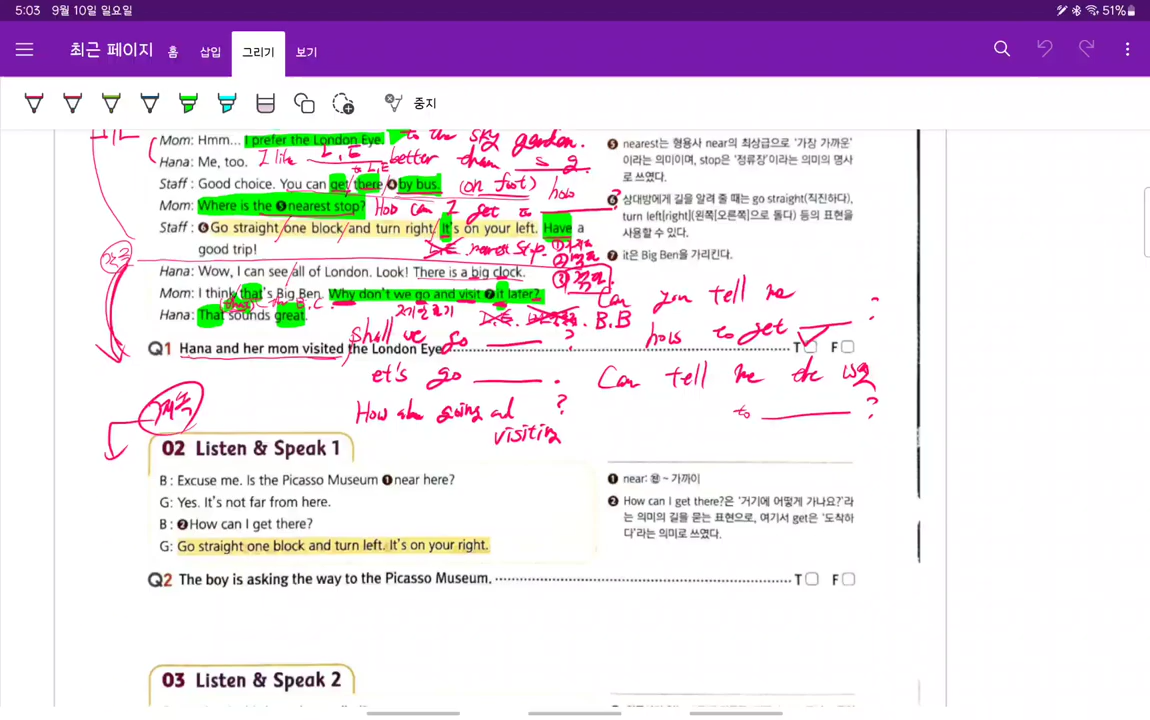 5:03 9월 10일 일요일 51%
최근 페이지 홈 삽입 그리기 보기
중지
Mom: Hmm... I prefer the London Eye. to the sky garden.
Hana: Me, too. I like L.E better than s g
to L.E
Staff: Good choice. You can get there ❹by bus. (on foot) how
Mom: Where is the ❺nearest stop? How can I get to ?
Staff: ❻Go straight one block and turn right. It's on your left. Have a
good trip! nearest stop.
Hana: Wow, I can see all of London. Look! There is a big clock.
Mom: I think that's Big Ben. Why don't we go and visit ❼it later?
Hana: That sounds great. B.B
❺ nearest는 형용사 near의 최상급으로 '가장 가까운'
이라는 의미이며, stop은 '정류장'이라는 의미의 명사
로 쓰였다.
❻ 상대방에게 길을 알려 줄 때는 go straight(직진하다),
turn left[right](왼쪽[오른쪽]으로 돌다) 등의 표현을
사용할 수 있다.
❼ it은 Big Ben을 가리킨다.
Can you tell me
how to get ?
shall we go ?
Q1 Hana and her mom visited the London Eye. T F
et's go . Can tell me the way
to ?
How about going and ?
visiting
02 Listen & Speak 1
B: Excuse me. Is the Picasso Museum ❶near here?
G: Yes. It's not far from here.
B: ❷How can I get there?
G: Go straight one block and turn left. It's on your right.
❶ near: 전 ~ 가까이
❷ How can I get there?은 '거기에 어떻게 가나요?'라
는 의미의 길을 묻는 표현으로, 여기서 get은 '도착하
다'라는 의미로 쓰였다.
Q2 The boy is asking the way to the Picasso Museum. T F
03 Listen & Speak 2